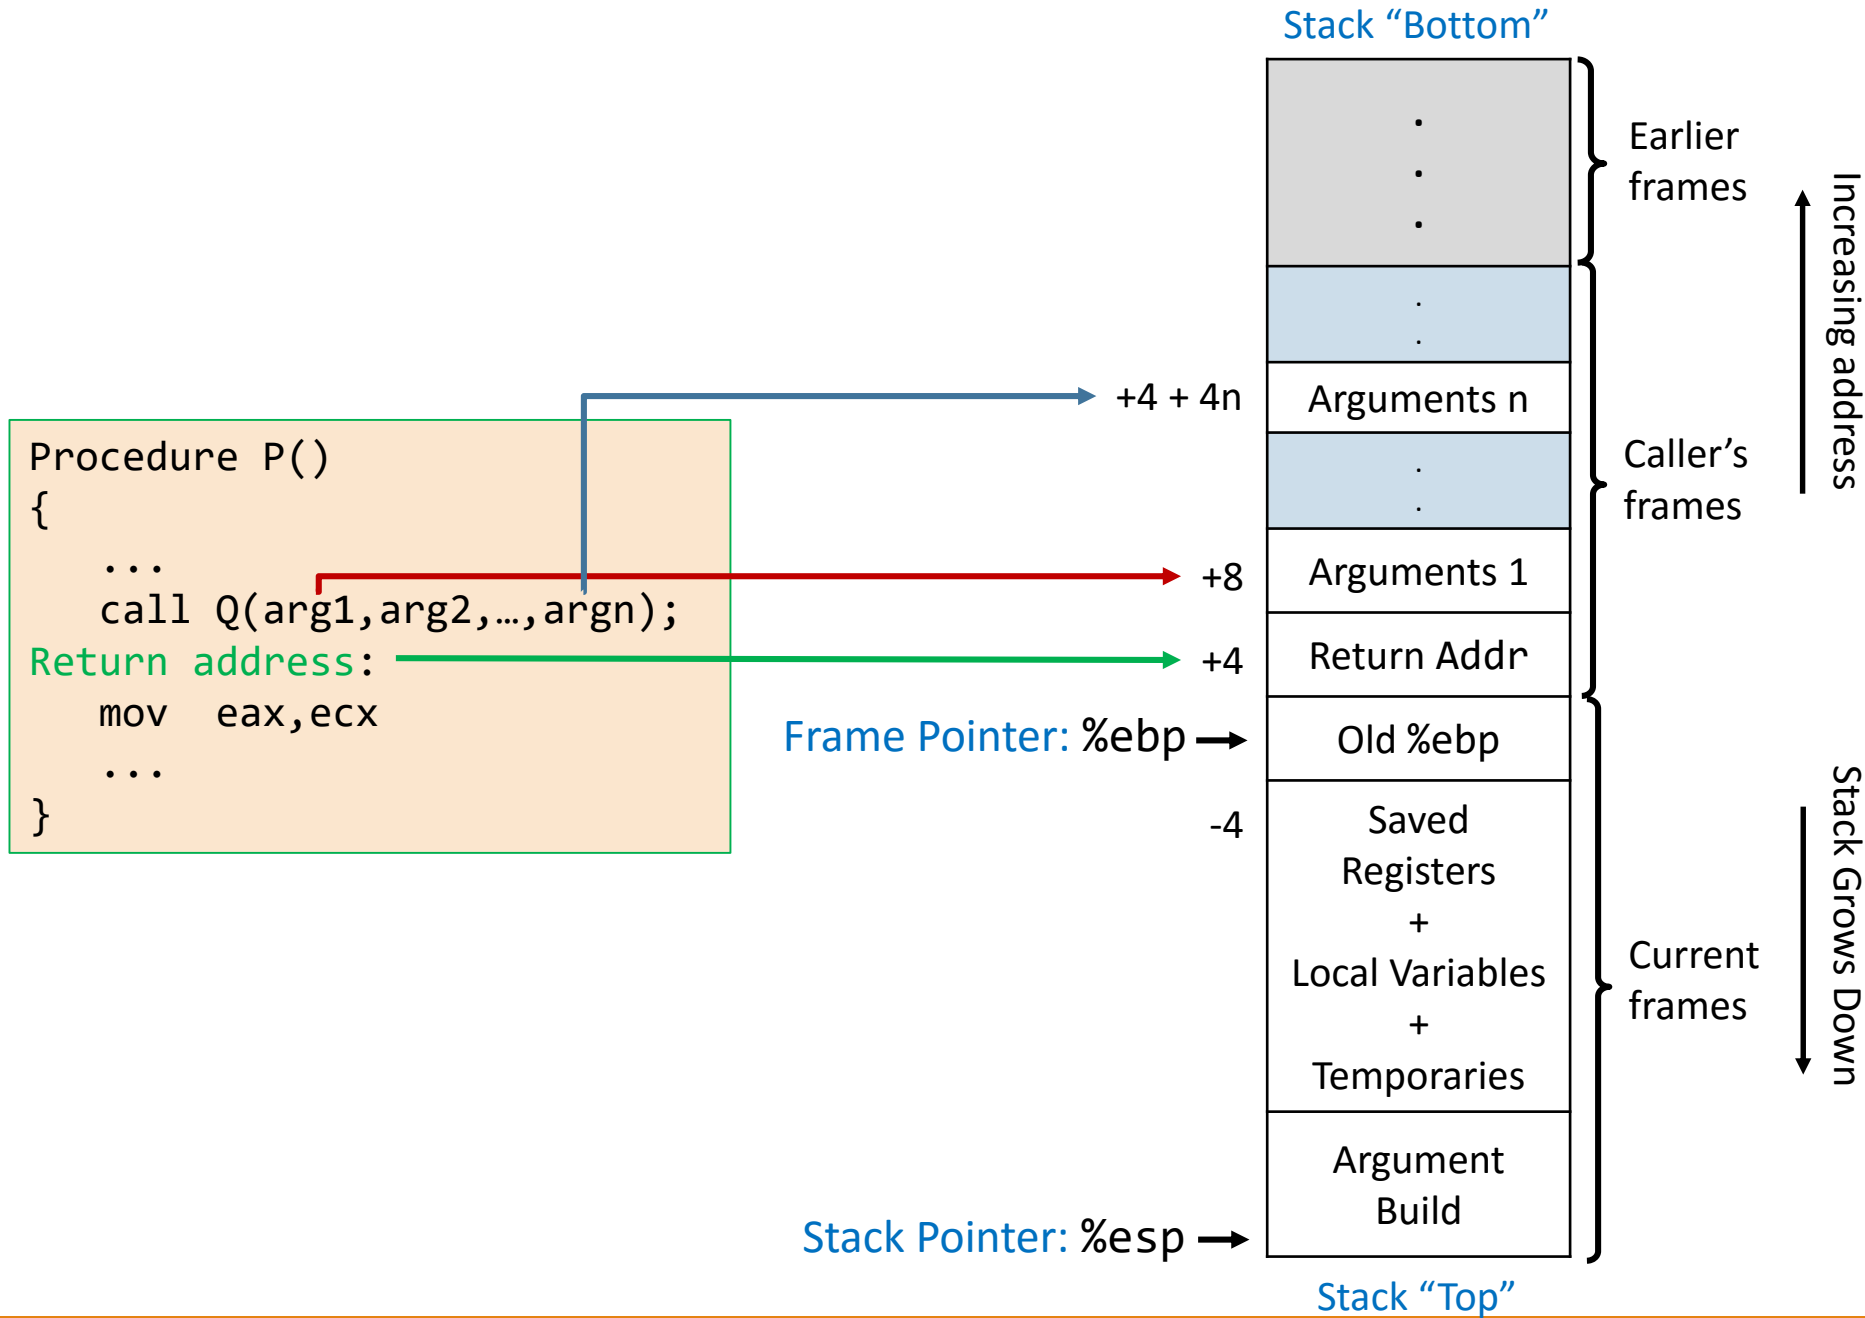 Stack “Bottom”
.
.
.
Earlier
frames
Increasing address
.
.
+4 + 4n
Arguments n
.
.
Caller’s
frames
Procedure P()
{
...
call Q(arg1,arg2,…,argn);
Return address:
mov eax,ecx
...
}
+8
Arguments 1
+4
Return Addr
Frame Pointer: %ebp
Old %ebp
-4
Saved
Registers
+
Local Variables
+
Temporaries
Current
frames
Stack Grows Down
Argument
Build
Stack Pointer: %esp
Stack “Top”